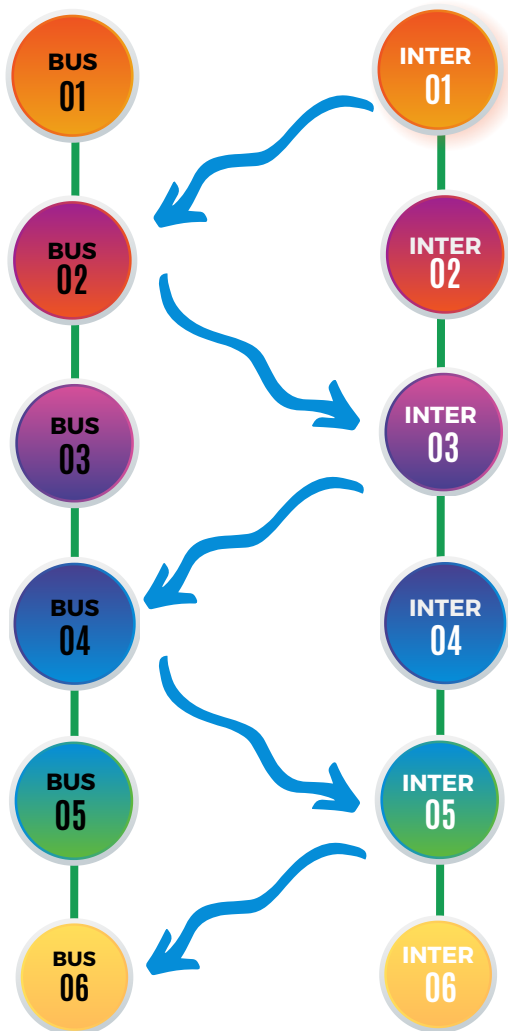 BUS
01
INTER
01
BUS
02
INTER
02
BUS
03
INTER
03
BUS
04
INTER
04
BUS
05
INTER
05
BUS
06
INTER
06